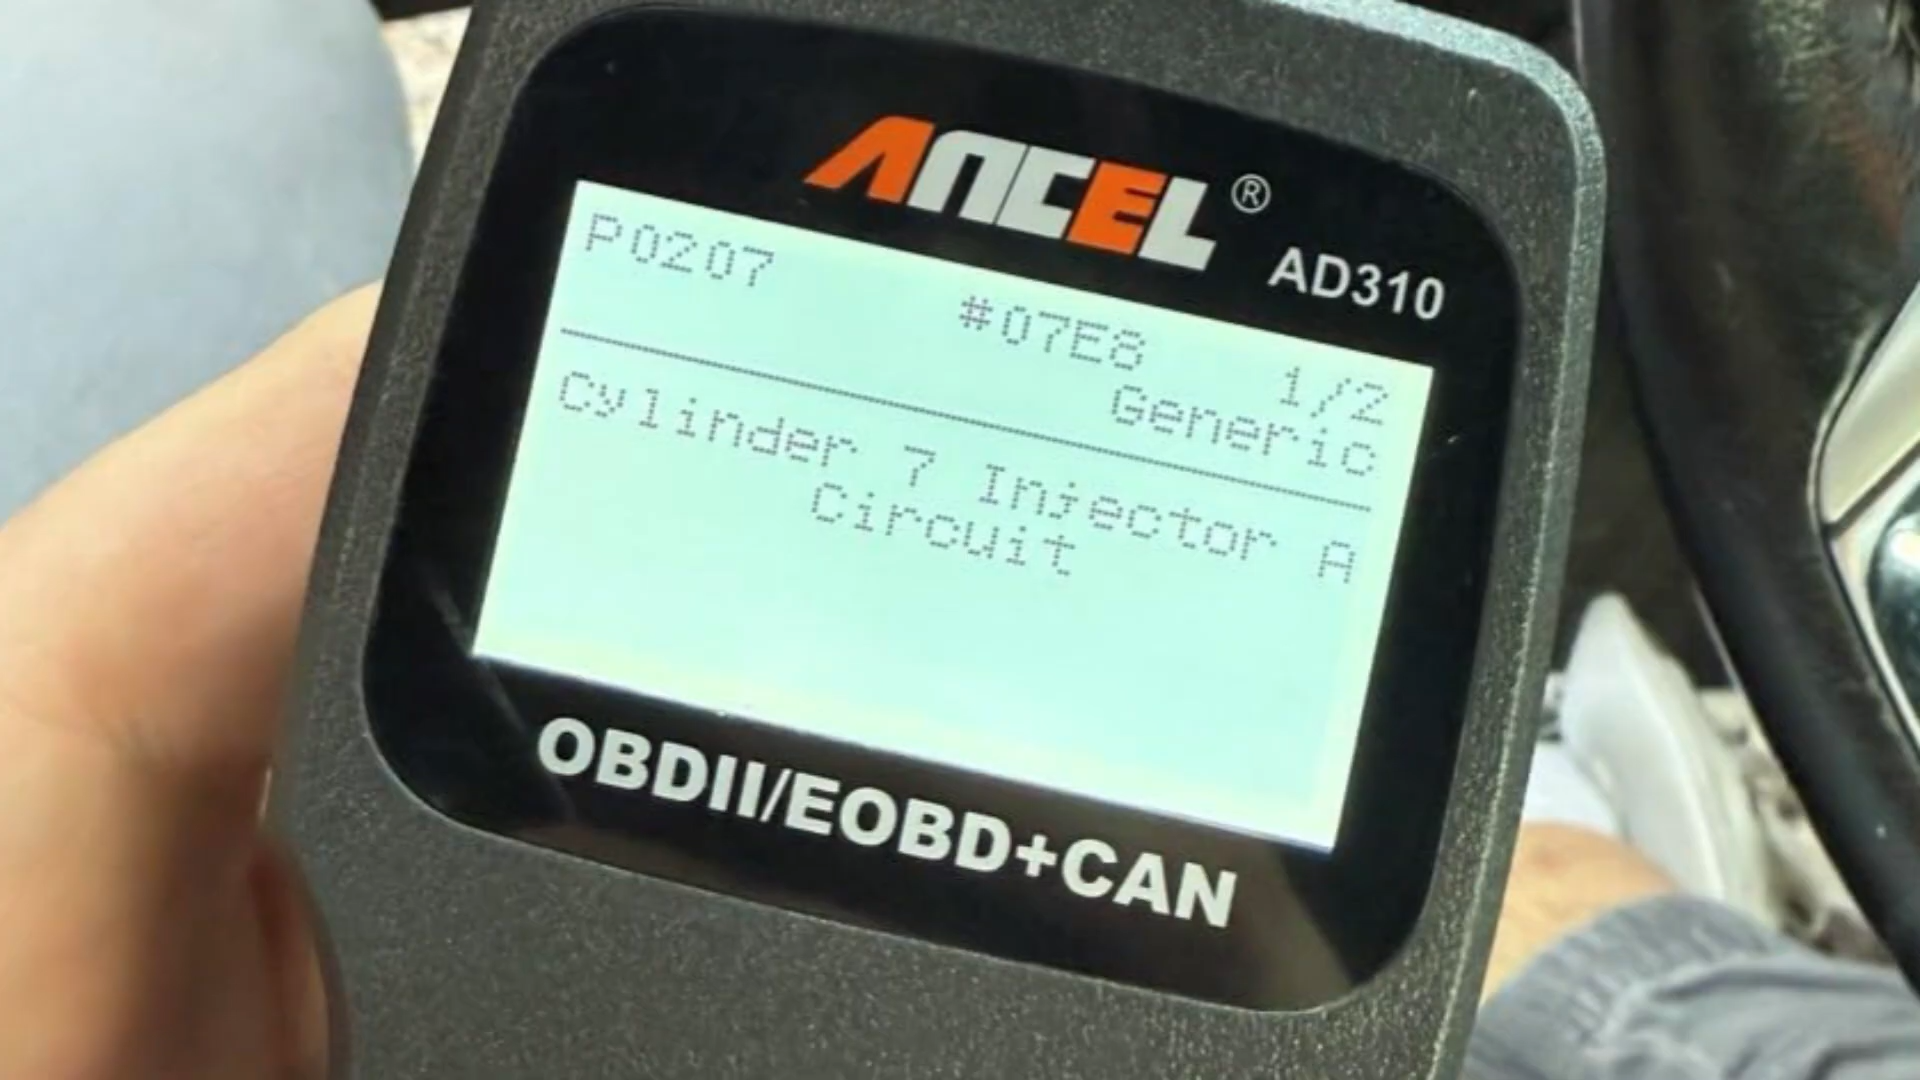 ANCEL®
AD310
P0207 #07E8 1/2
Generic
Cylinder 7 Injector A
Circuit
OBDII/EOBD+CAN